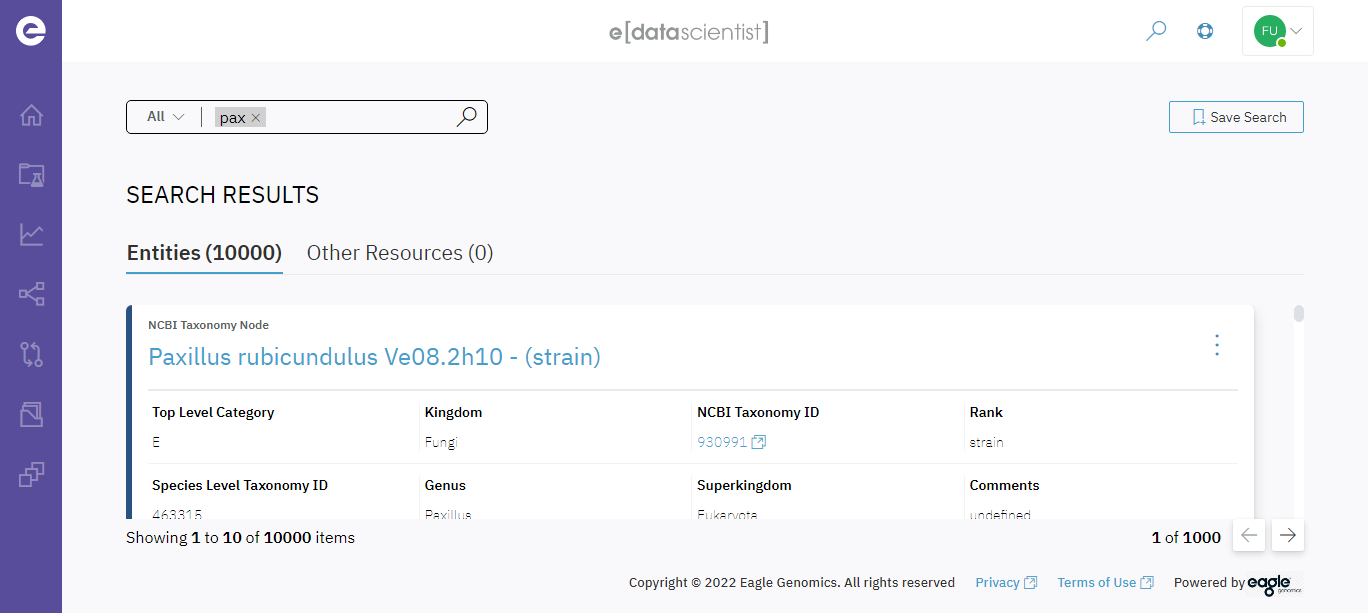 e[datascientist]
FU
All
pax ×
Save Search
SEARCH RESULTS
Entities (10000)
Other Resources (0)
NCBI Taxonomy Node
Paxillus rubicundulus Ve08.2h10 - (strain)
Top Level Category
Kingdom
NCBI Taxonomy ID
Rank
E
Fungi
930991
strain
Species Level Taxonomy ID
Genus
Superkingdom
Comments
463315
Paxillus
Eukaryota
undefined
Showing 1 to 10 of 10000 items
1 of 1000
Copyright © 2022 Eagle Genomics. All rights reserved
Privacy
Terms of Use
Powered by eagle genomics